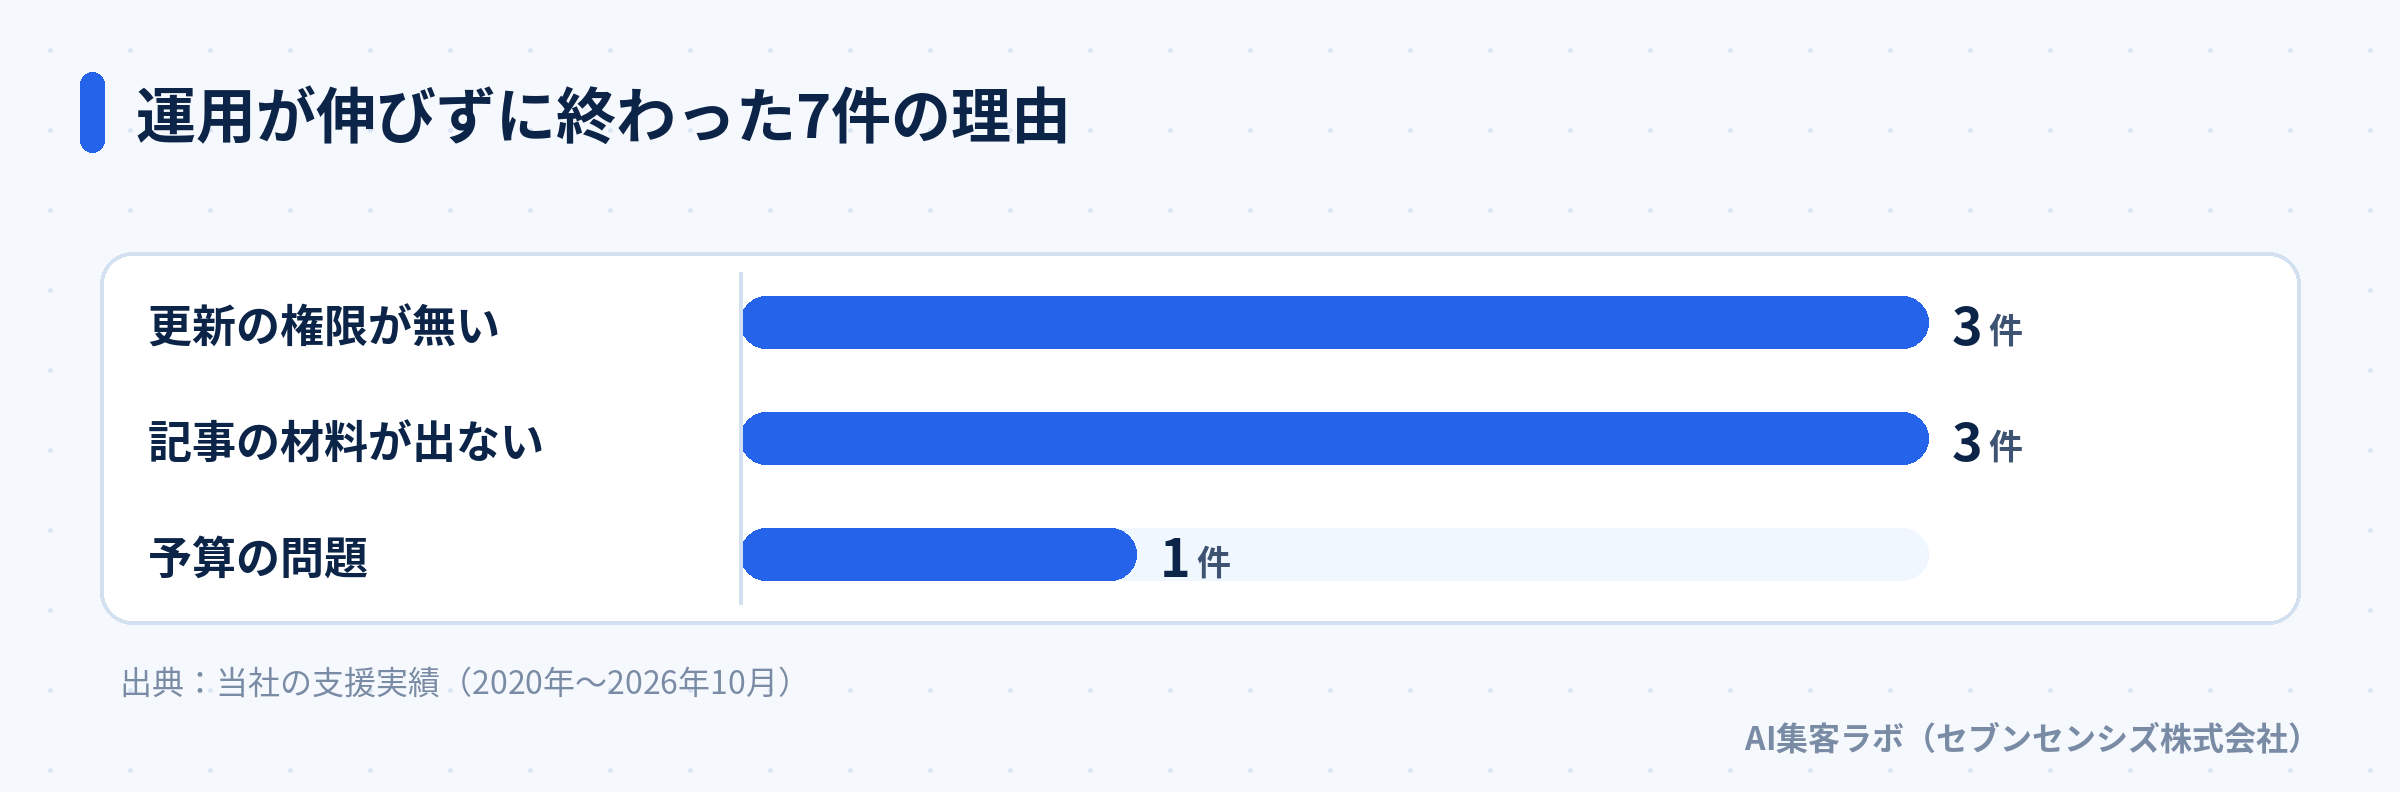 運用が伸びずに終わった7件の理由
更新の権限が無い 3件
記事の材料が出ない 3件
予算の問題 1件
出典：当社の支援実績（2020年～2026年10月）
AI集客ラボ（セブンセンシズ株式会社）